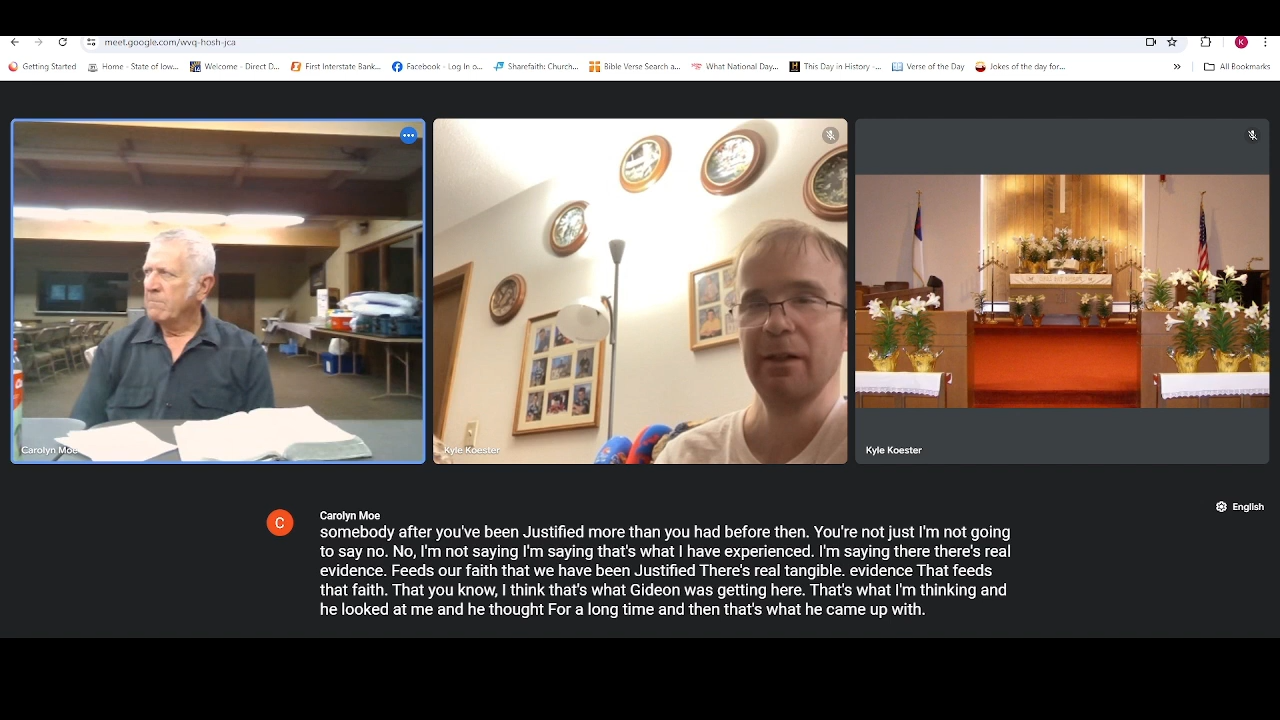 meet.google.com/wvq-hosh-jca
Getting Started
Home - State of Iow...
Welcome - Direct D...
First Interstate Bank...
Facebook - Log In o...
Sharefaith: Church...
Bible Verse Search a...
What National Day...
This Day in History -...
Verse of the Day
Jokes of the day for...
»
All Bookmarks
K
Carolyn Moe
Kyle Koester
Kyle Koester
English
C
Carolyn Moe
somebody after you've been Justified more than you had before then. You're not just I'm not going
to say no. No, I'm not saying I'm saying that's what I have experienced. I'm saying there there's real
evidence. Feeds our faith that we have been Justified There's real tangible. evidence That feeds
that faith. That you know, I think that's what Gideon was getting here. That's what I'm thinking and
he looked at me and he thought For a long time and then that's what he came up with.